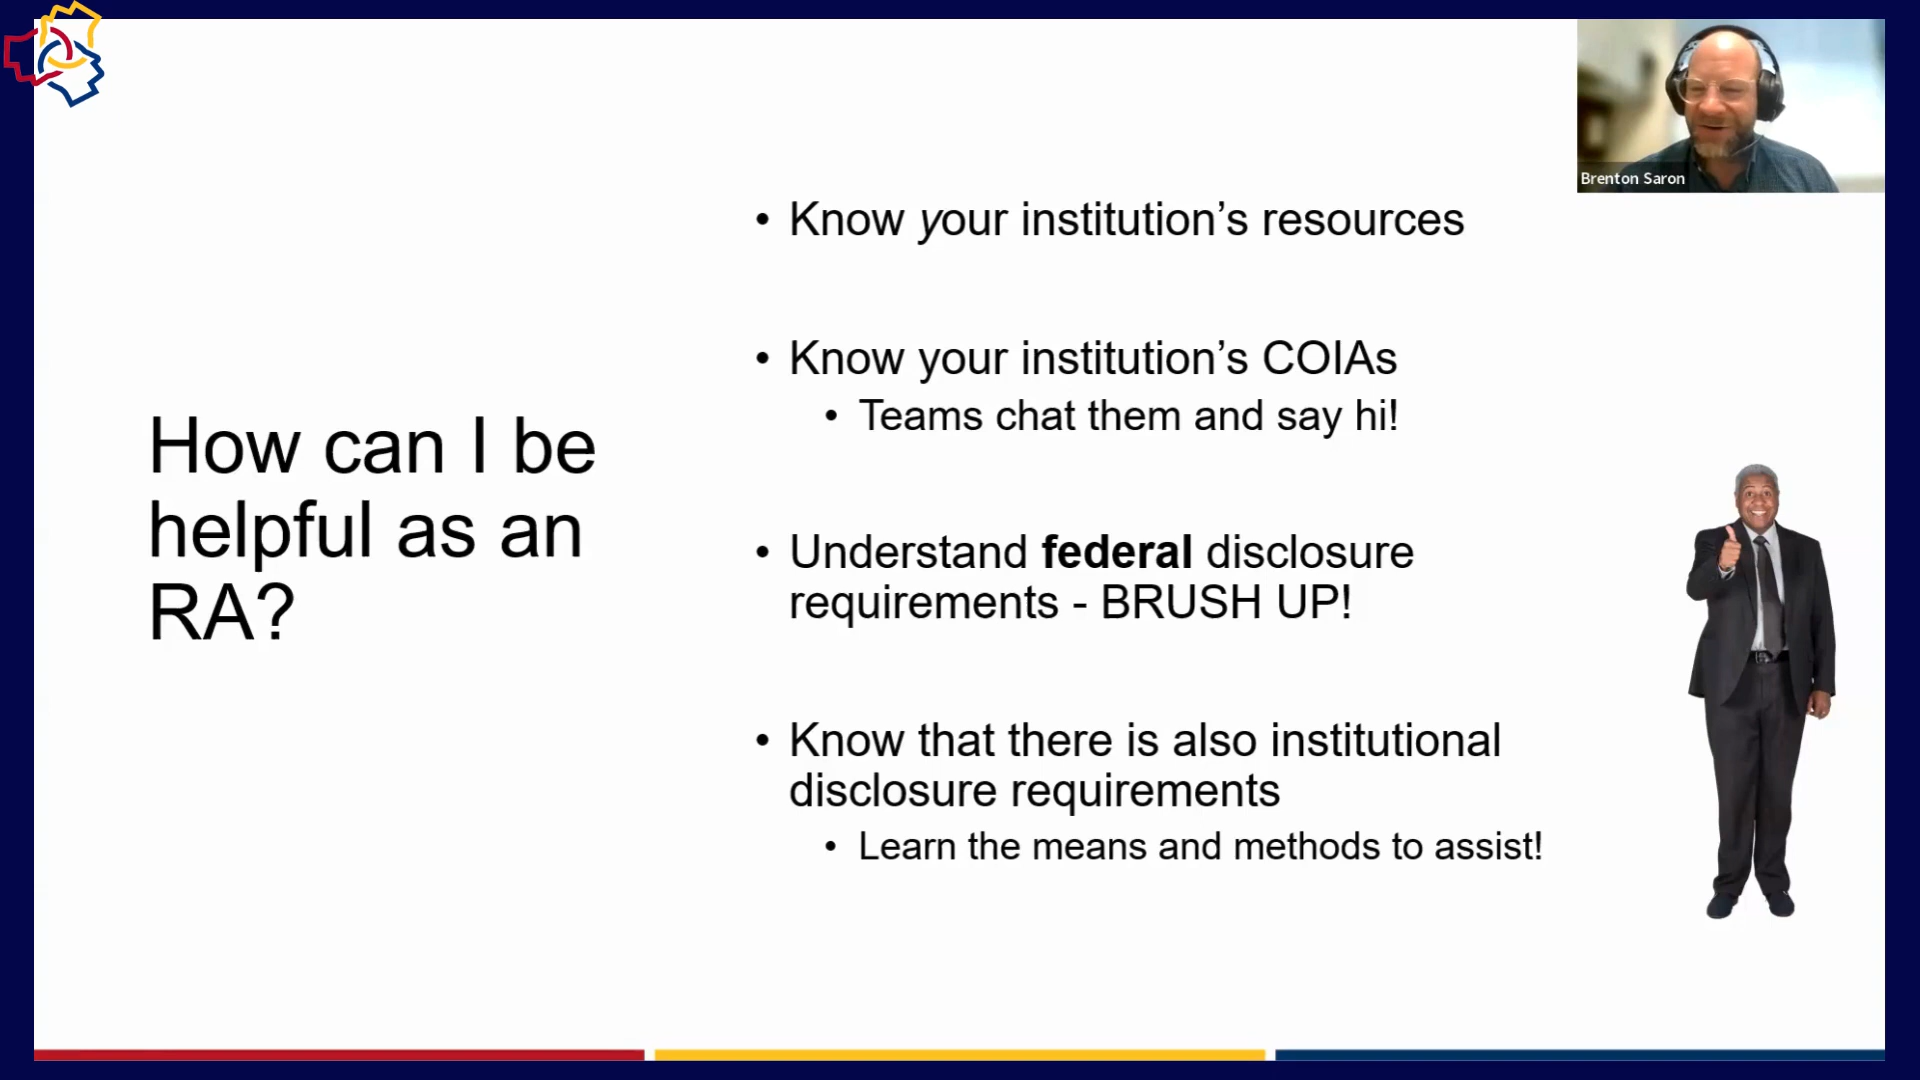 Brenton Saron
How can I be
helpful as an
RA?
• Know your institution’s resources
• Know your institution’s COIAs
• Teams chat them and say hi!
• Understand federal disclosure
requirements - BRUSH UP!
• Know that there is also institutional
disclosure requirements
• Learn the means and methods to assist!